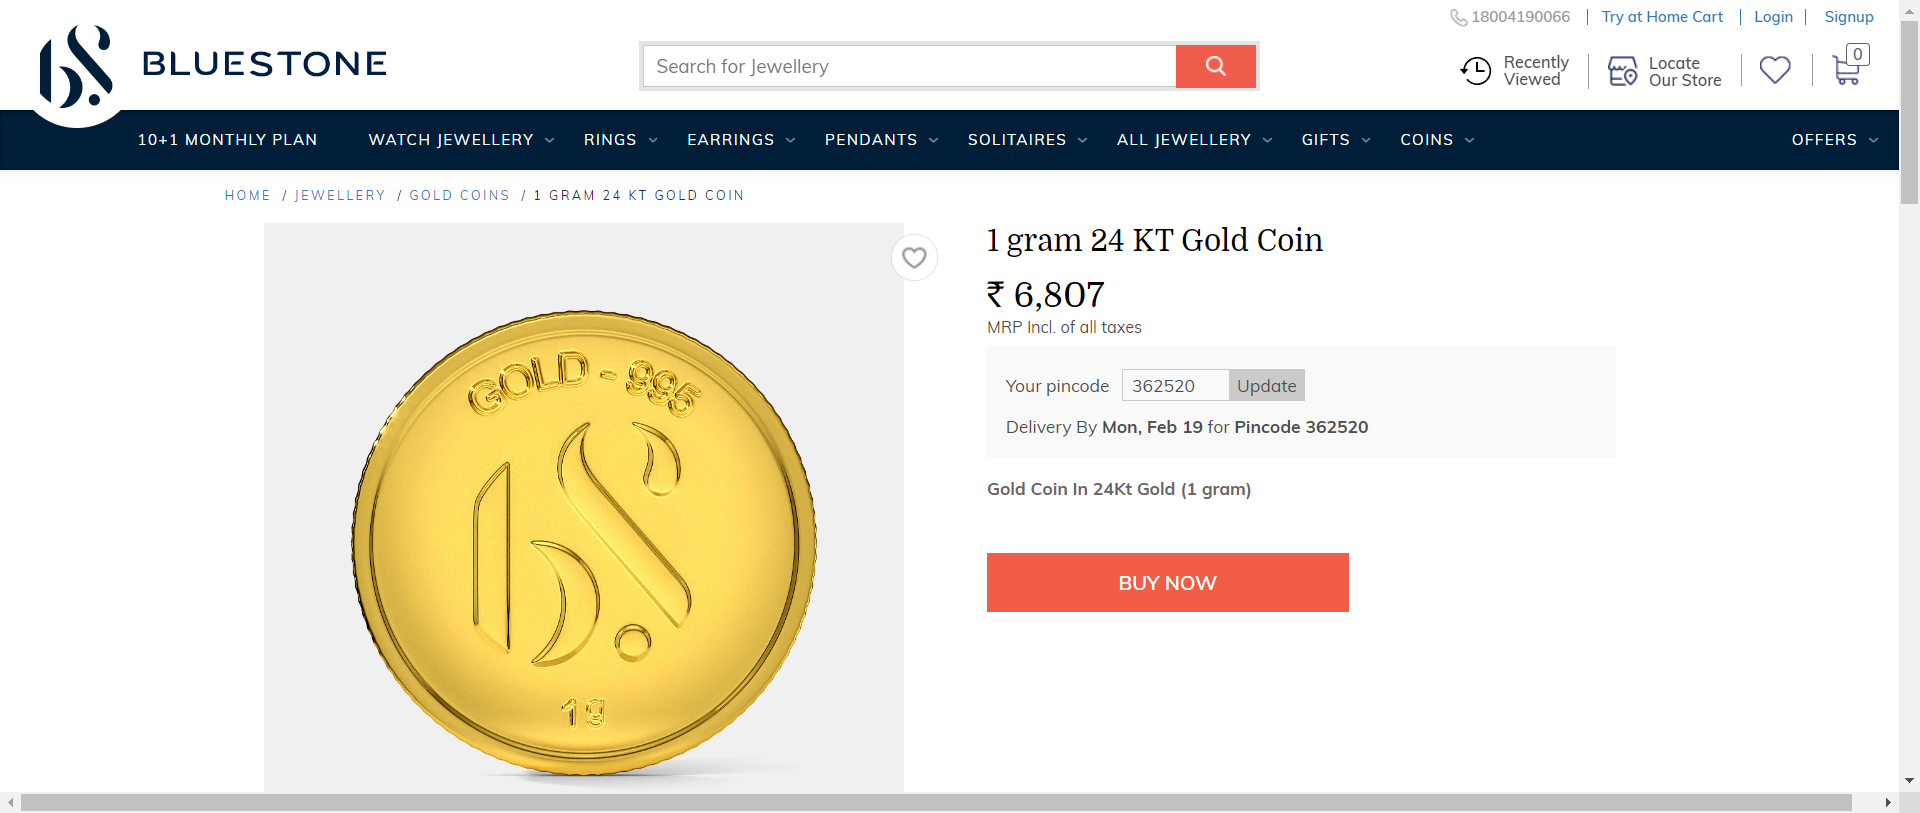 18004190066 | Try at Home Cart | Login | Signup
BLUESTONE
Search for Jewellery
Recently Viewed
Locate Our Store
0
10+1 MONTHLY PLAN WATCH JEWELLERY RINGS EARRINGS PENDANTS SOLITAIRES ALL JEWELLERY GIFTS COINS OFFERS
HOME / JEWELLERY / GOLD COINS / 1 GRAM 24 KT GOLD COIN
GOLD - 995
1g
1 gram 24 KT Gold Coin
₹ 6,807
MRP Incl. of all taxes
Your pincode 362520 Update
Delivery By Mon, Feb 19 for Pincode 362520
Gold Coin In 24Kt Gold (1 gram)
BUY NOW